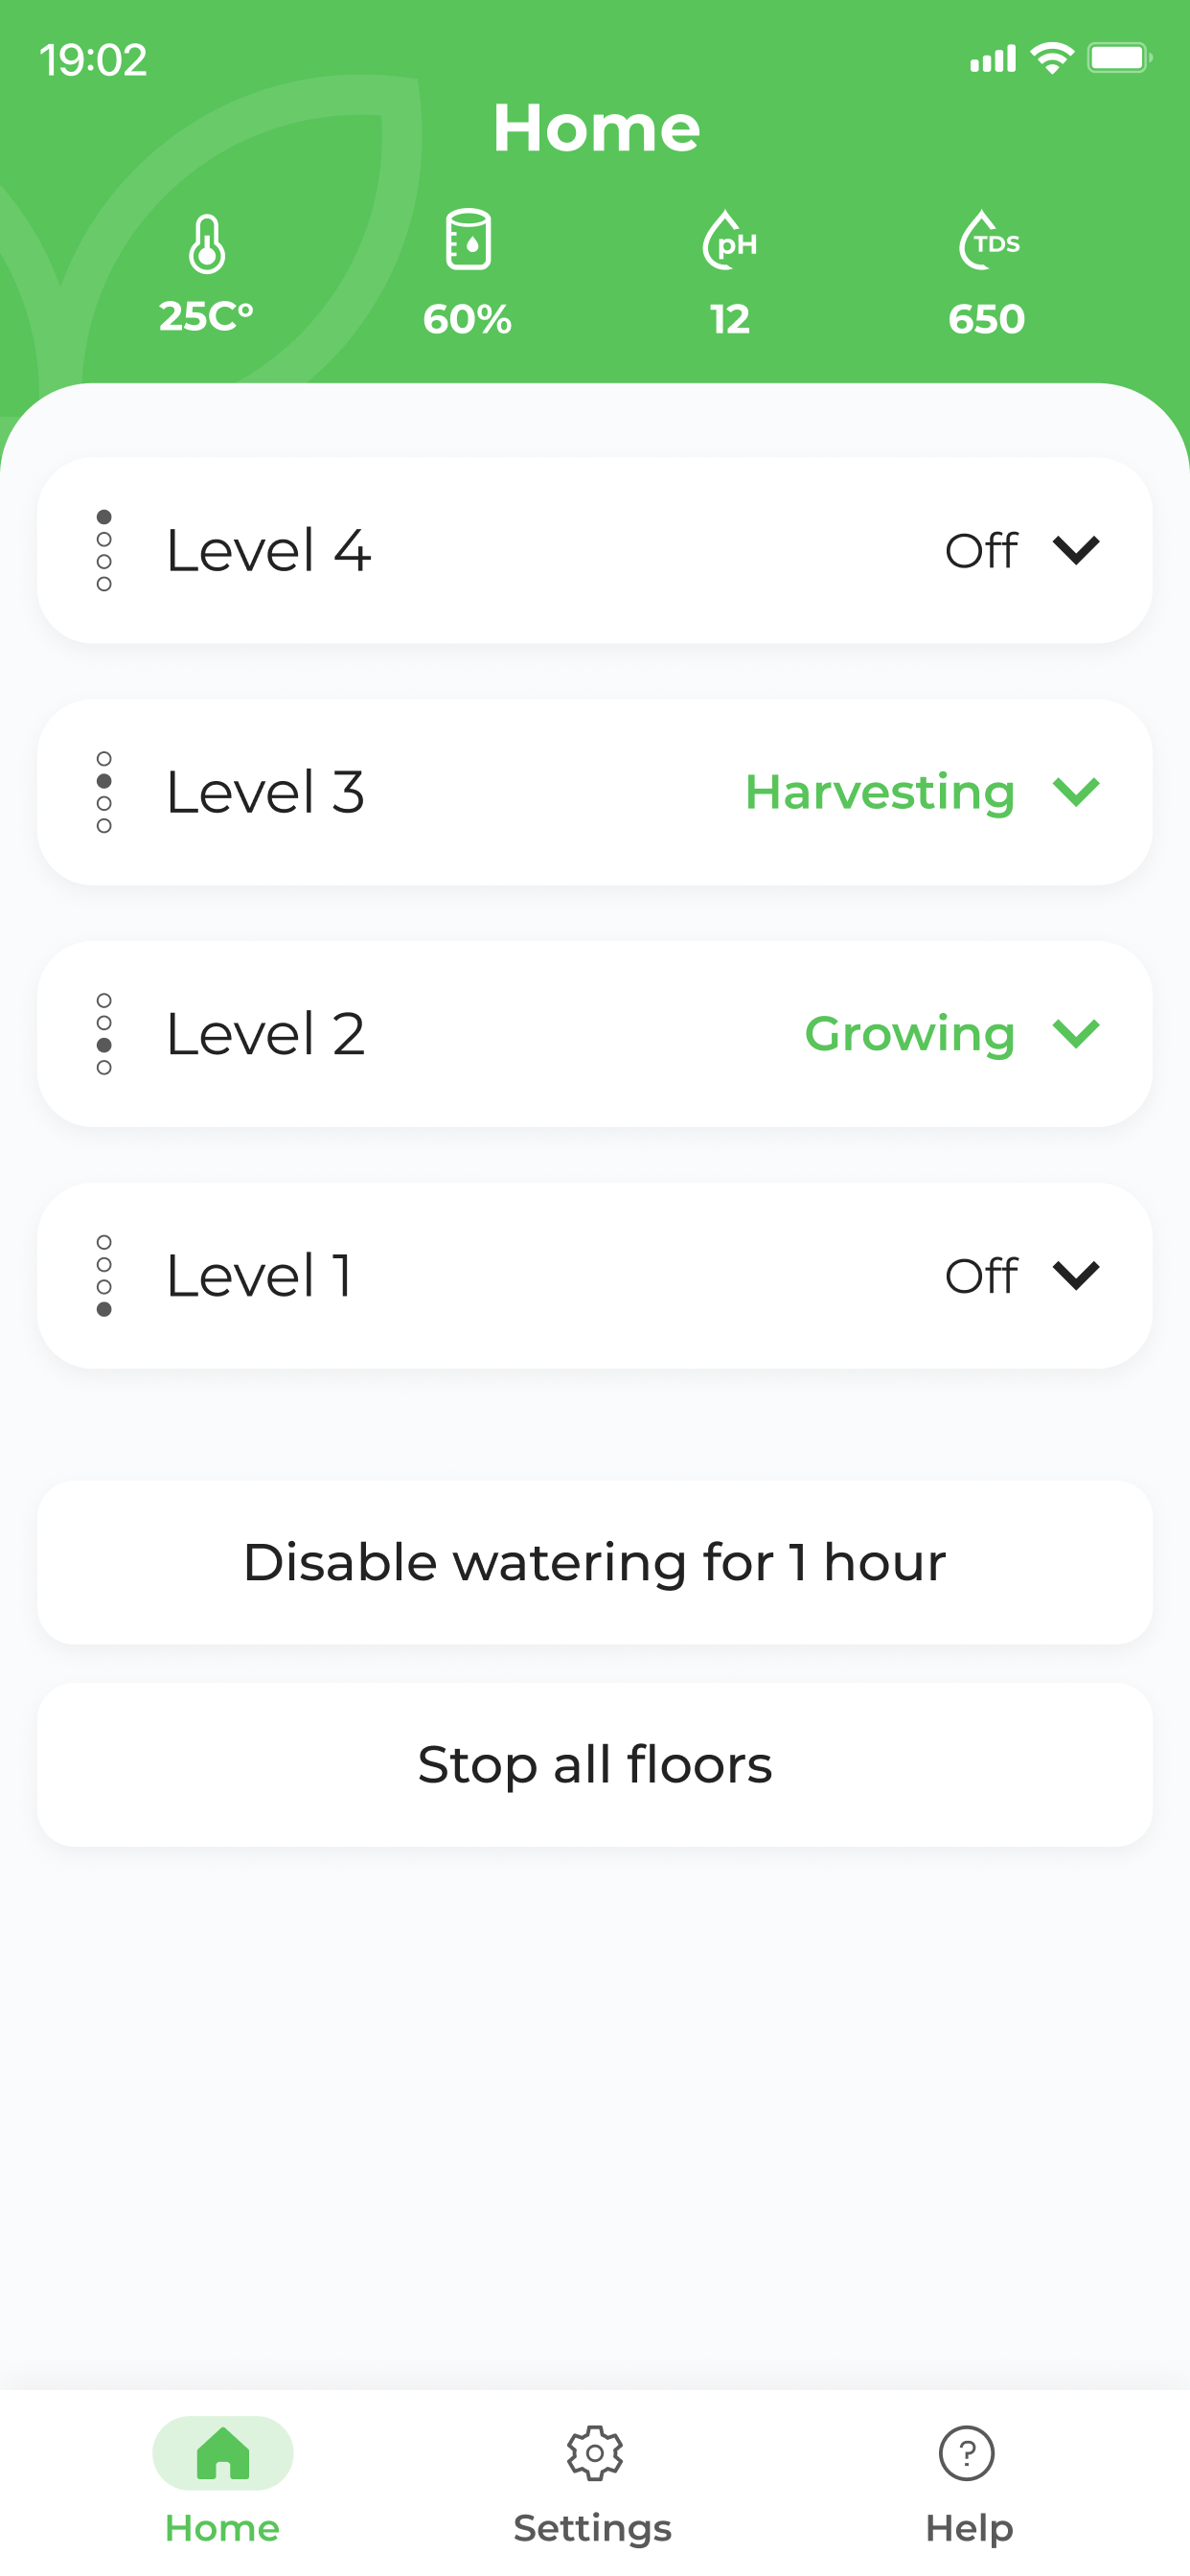 19:02
Home
pH
TDS
25C°
60%
12
650
Level 4
Off
Level 3
Harvesting
Level 2
Growing
Level 1
Off
Disable watering for 1 hour
Stop all floors
?
Home
Settings
Help